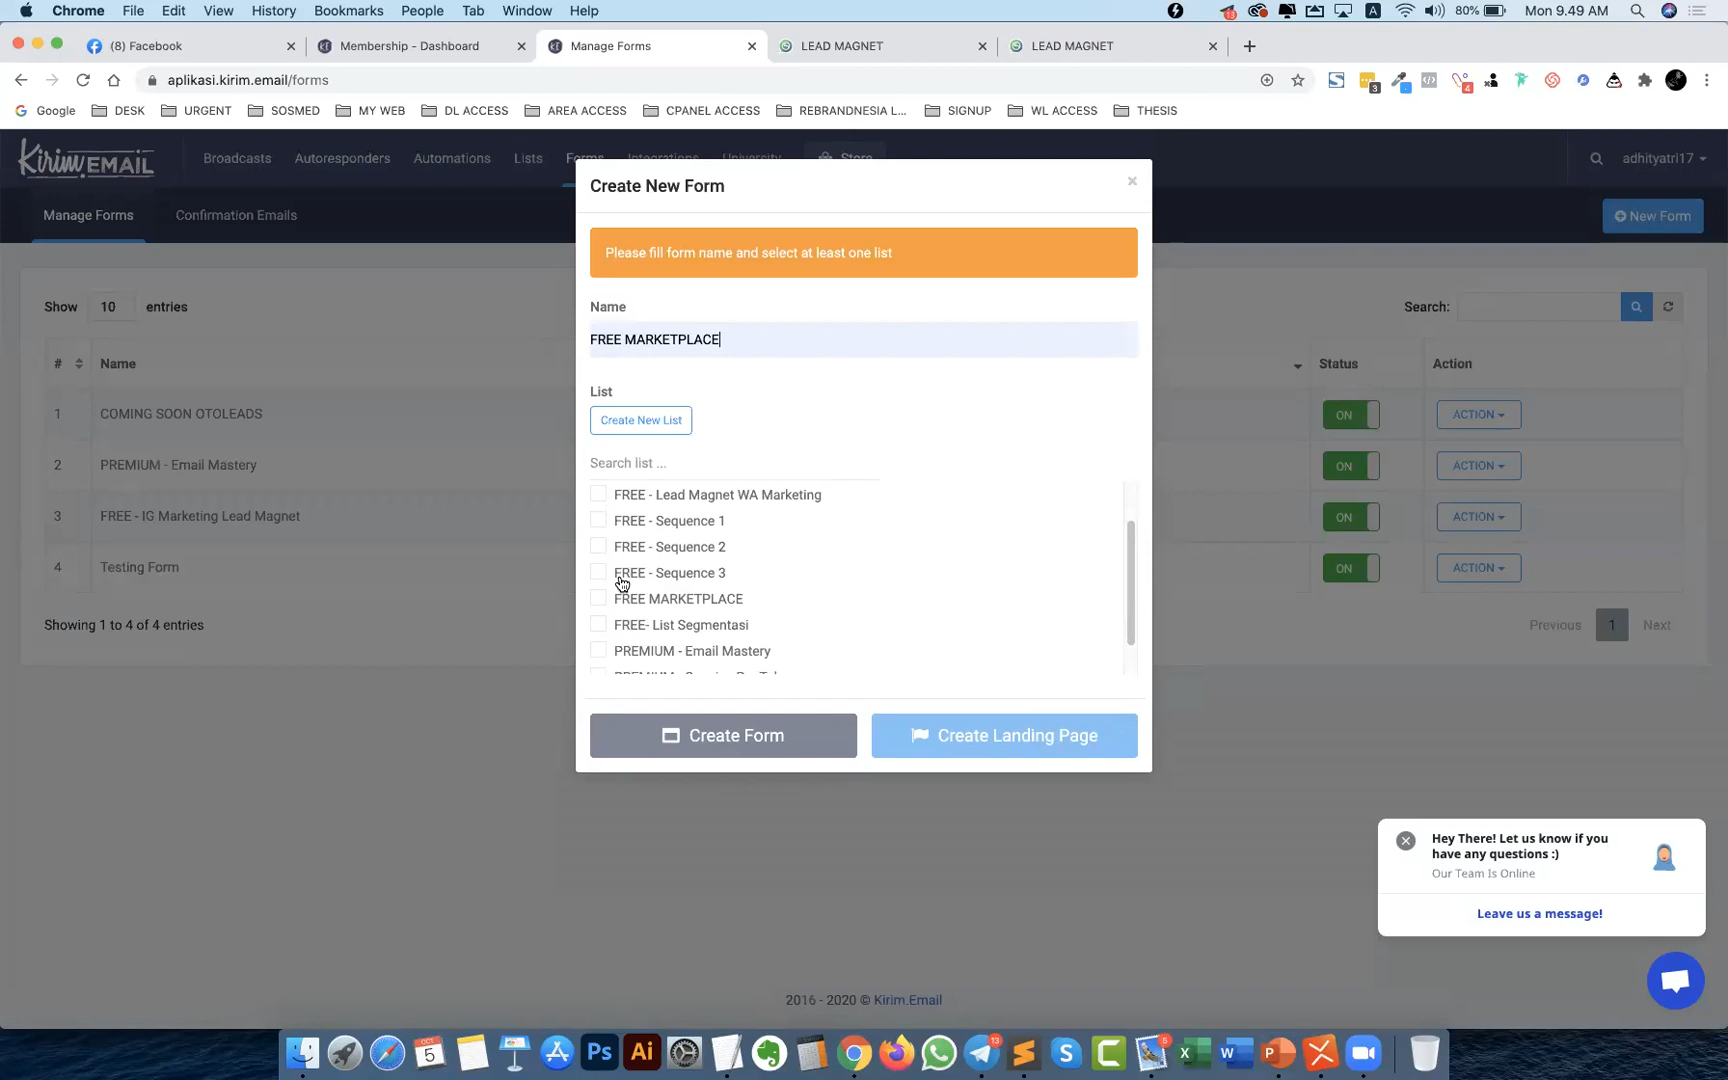 Chrome File Edit View History Bookmarks People Tab Window Help
13 A 80% Mon 9.49 AM
(8) Facebook Membership - Dashboard Manage Forms LEAD MAGNET LEAD MAGNET
aplikasi.kirim.email/forms
3 4
Google DESK URGENT SOSMED MY WEB DL ACCESS AREA ACCESS CPANEL ACCESS REBRANDNESIA L... SIGNUP WL ACCESS THESIS
Kirim.EMAIL Broadcasts Autoresponders Automations Lists Forms Integrations University Store adhityatri17
Manage Forms Confirmation Emails New Form
Create New Form
Please fill form name and select at least one list
Show 10 entries
Search:
Name
FREE MARKETPLACE
# Name Status Action
List
Create New List
1 COMING SOON OTOLEADS ON ACTION
2 PREMIUM - Email Mastery ON ACTION
3 FREE - IG Marketing Lead Magnet ON ACTION
4 Testing Form ON ACTION
Search list ...
FREE - Lead Magnet WA Marketing
FREE - Sequence 1
FREE - Sequence 2
FREE - Sequence 3
FREE MARKETPLACE
FREE- List Segmentasi
PREMIUM - Email Mastery
Showing 1 to 4 of 4 entries
Previous 1 Next
Create Form Create Landing Page
Hey There! Let us know if you
have any questions :)
Our Team Is Online
Leave us a message!
2016 - 2020 © Kirim.Email
5 Ps Ai 13 S C 5 X W P